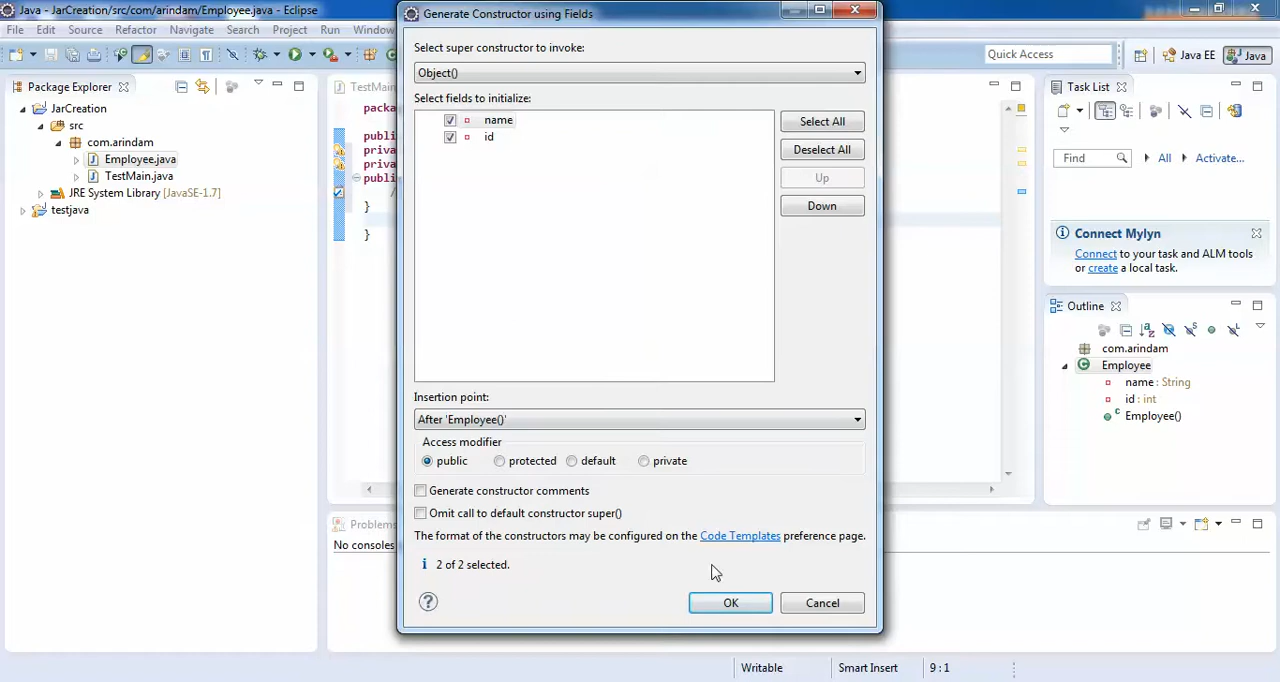 Java - JarCreation/src/com/arindam/Employee.java - Eclipse
File Edit Source Refactor Navigate Search Project Run Window
Quick Access
Java EE
Java
Package Explorer
JarCreation
src
com.arindam
Employee.java
TestMain.java
JRE System Library [JavaSE-1.7]
testjava
TestMain
packa
publi
priva
priva
publi
/
}
}
Problems
No consoles
Generate Constructor using Fields
Select super constructor to invoke:
Object()
Select fields to initialize:
name
id
Select All
Deselect All
Up
Down
Insertion point:
After 'Employee()'
Access modifier
public protected default private
Generate constructor comments
Omit call to default constructor super()
The format of the constructors may be configured on the Code Templates preference page.
2 of 2 selected.
OK Cancel
Task List
Find All Activate...
Connect Mylyn
Connect to your task and ALM tools
or create a local task.
Outline
com.arindam
Employee
name : String
id : int
Employee()
Writable Smart Insert 9 : 1